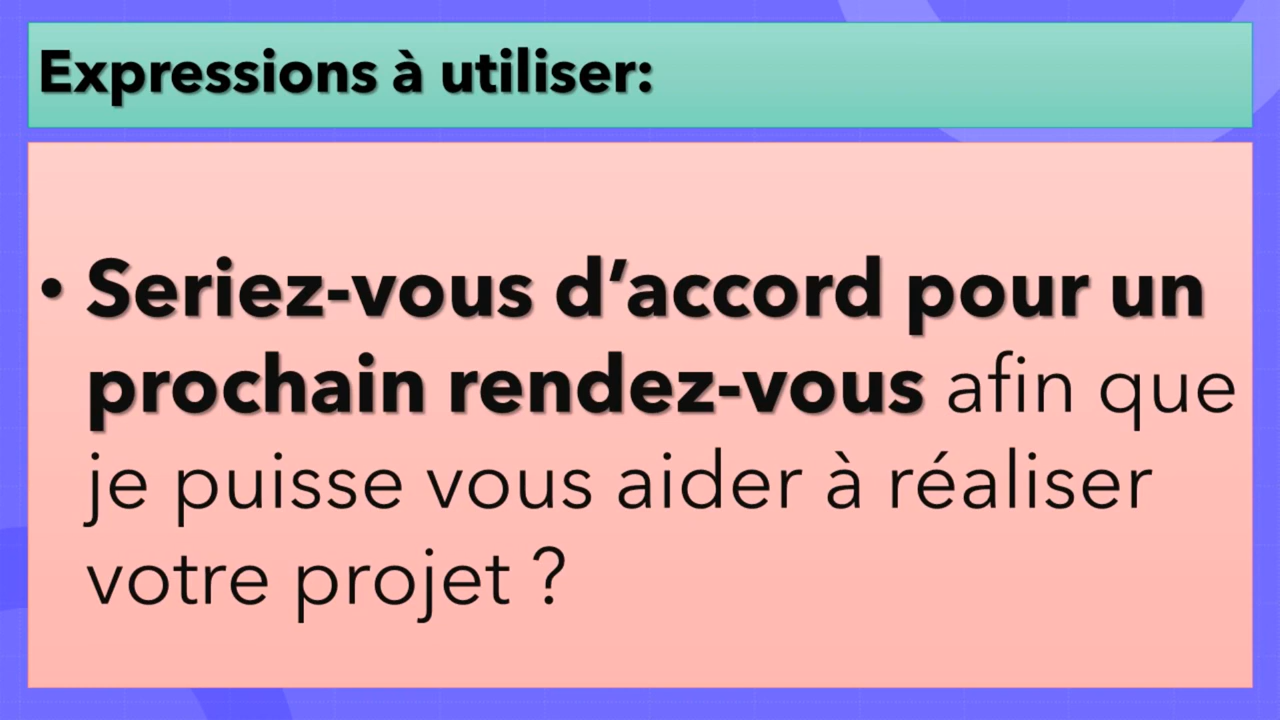 Expressions à utiliser:
• Seriez-vous d’accord pour un
prochain rendez-vous afin que
je puisse vous aider à réaliser
votre projet ?